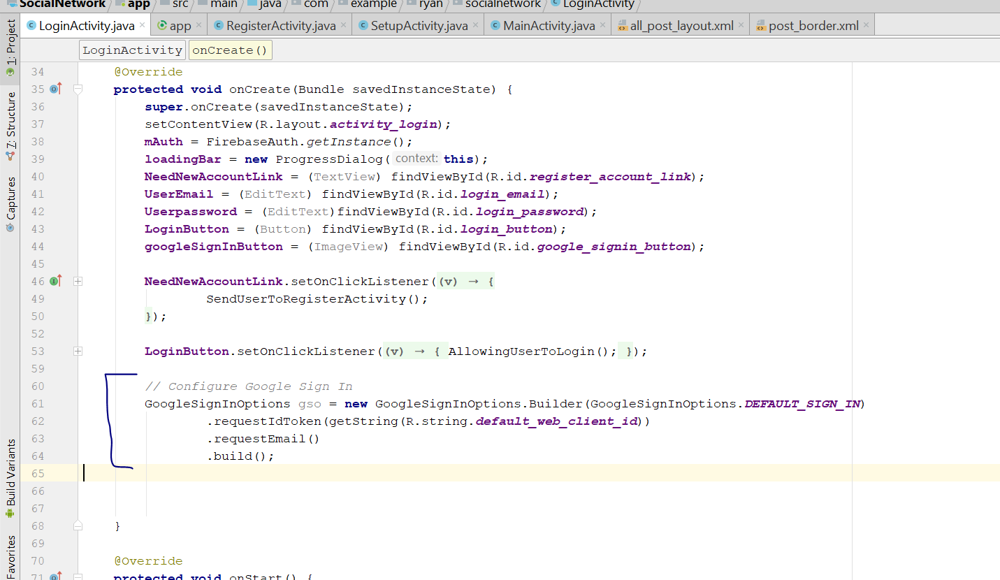 SocialNetwork app src main java com example ryan socialnetwork LoginActivity
LoginActivity.java × app × RegisterActivity.java × SetupActivity.java × MainActivity.java × all_post_layout.xml × post_border.xml ×
LoginActivity onCreate()
1: Project
7: Structure
Captures
Build Variants
Favorites
34 @Override
35 protected void onCreate(Bundle savedInstanceState) {
36 super.onCreate(savedInstanceState);
37 setContentView(R.layout.activity_login);
38 mAuth = FirebaseAuth.getInstance();
39 loadingBar = new ProgressDialog( context: this);
40 NeedNewAccountLink = (TextView) findViewById(R.id.register_account_link);
41 UserEmail = (EditText) findViewById(R.id.login_email);
42 Userpassword = (EditText)findViewById(R.id.login_password);
43 LoginButton = (Button) findViewById(R.id.login_button);
44 googleSignInButton = (ImageView) findViewById(R.id.google_signin_button);
45
46 NeedNewAccountLink.setOnClickListener((v) → {
49 SendUserToRegisterActivity();
50 });
52
53 LoginButton.setOnClickListener((v) → { AllowingUserToLogin(); });
59
60 // Configure Google Sign In
61 GoogleSignInOptions gso = new GoogleSignInOptions.Builder(GoogleSignInOptions.DEFAULT_SIGN_IN)
62 .requestIdToken(getString(R.string.default_web_client_id))
63 .requestEmail()
64 .build();
65
66
67
68 }
69
70 @Override
71 protected void onStart() {